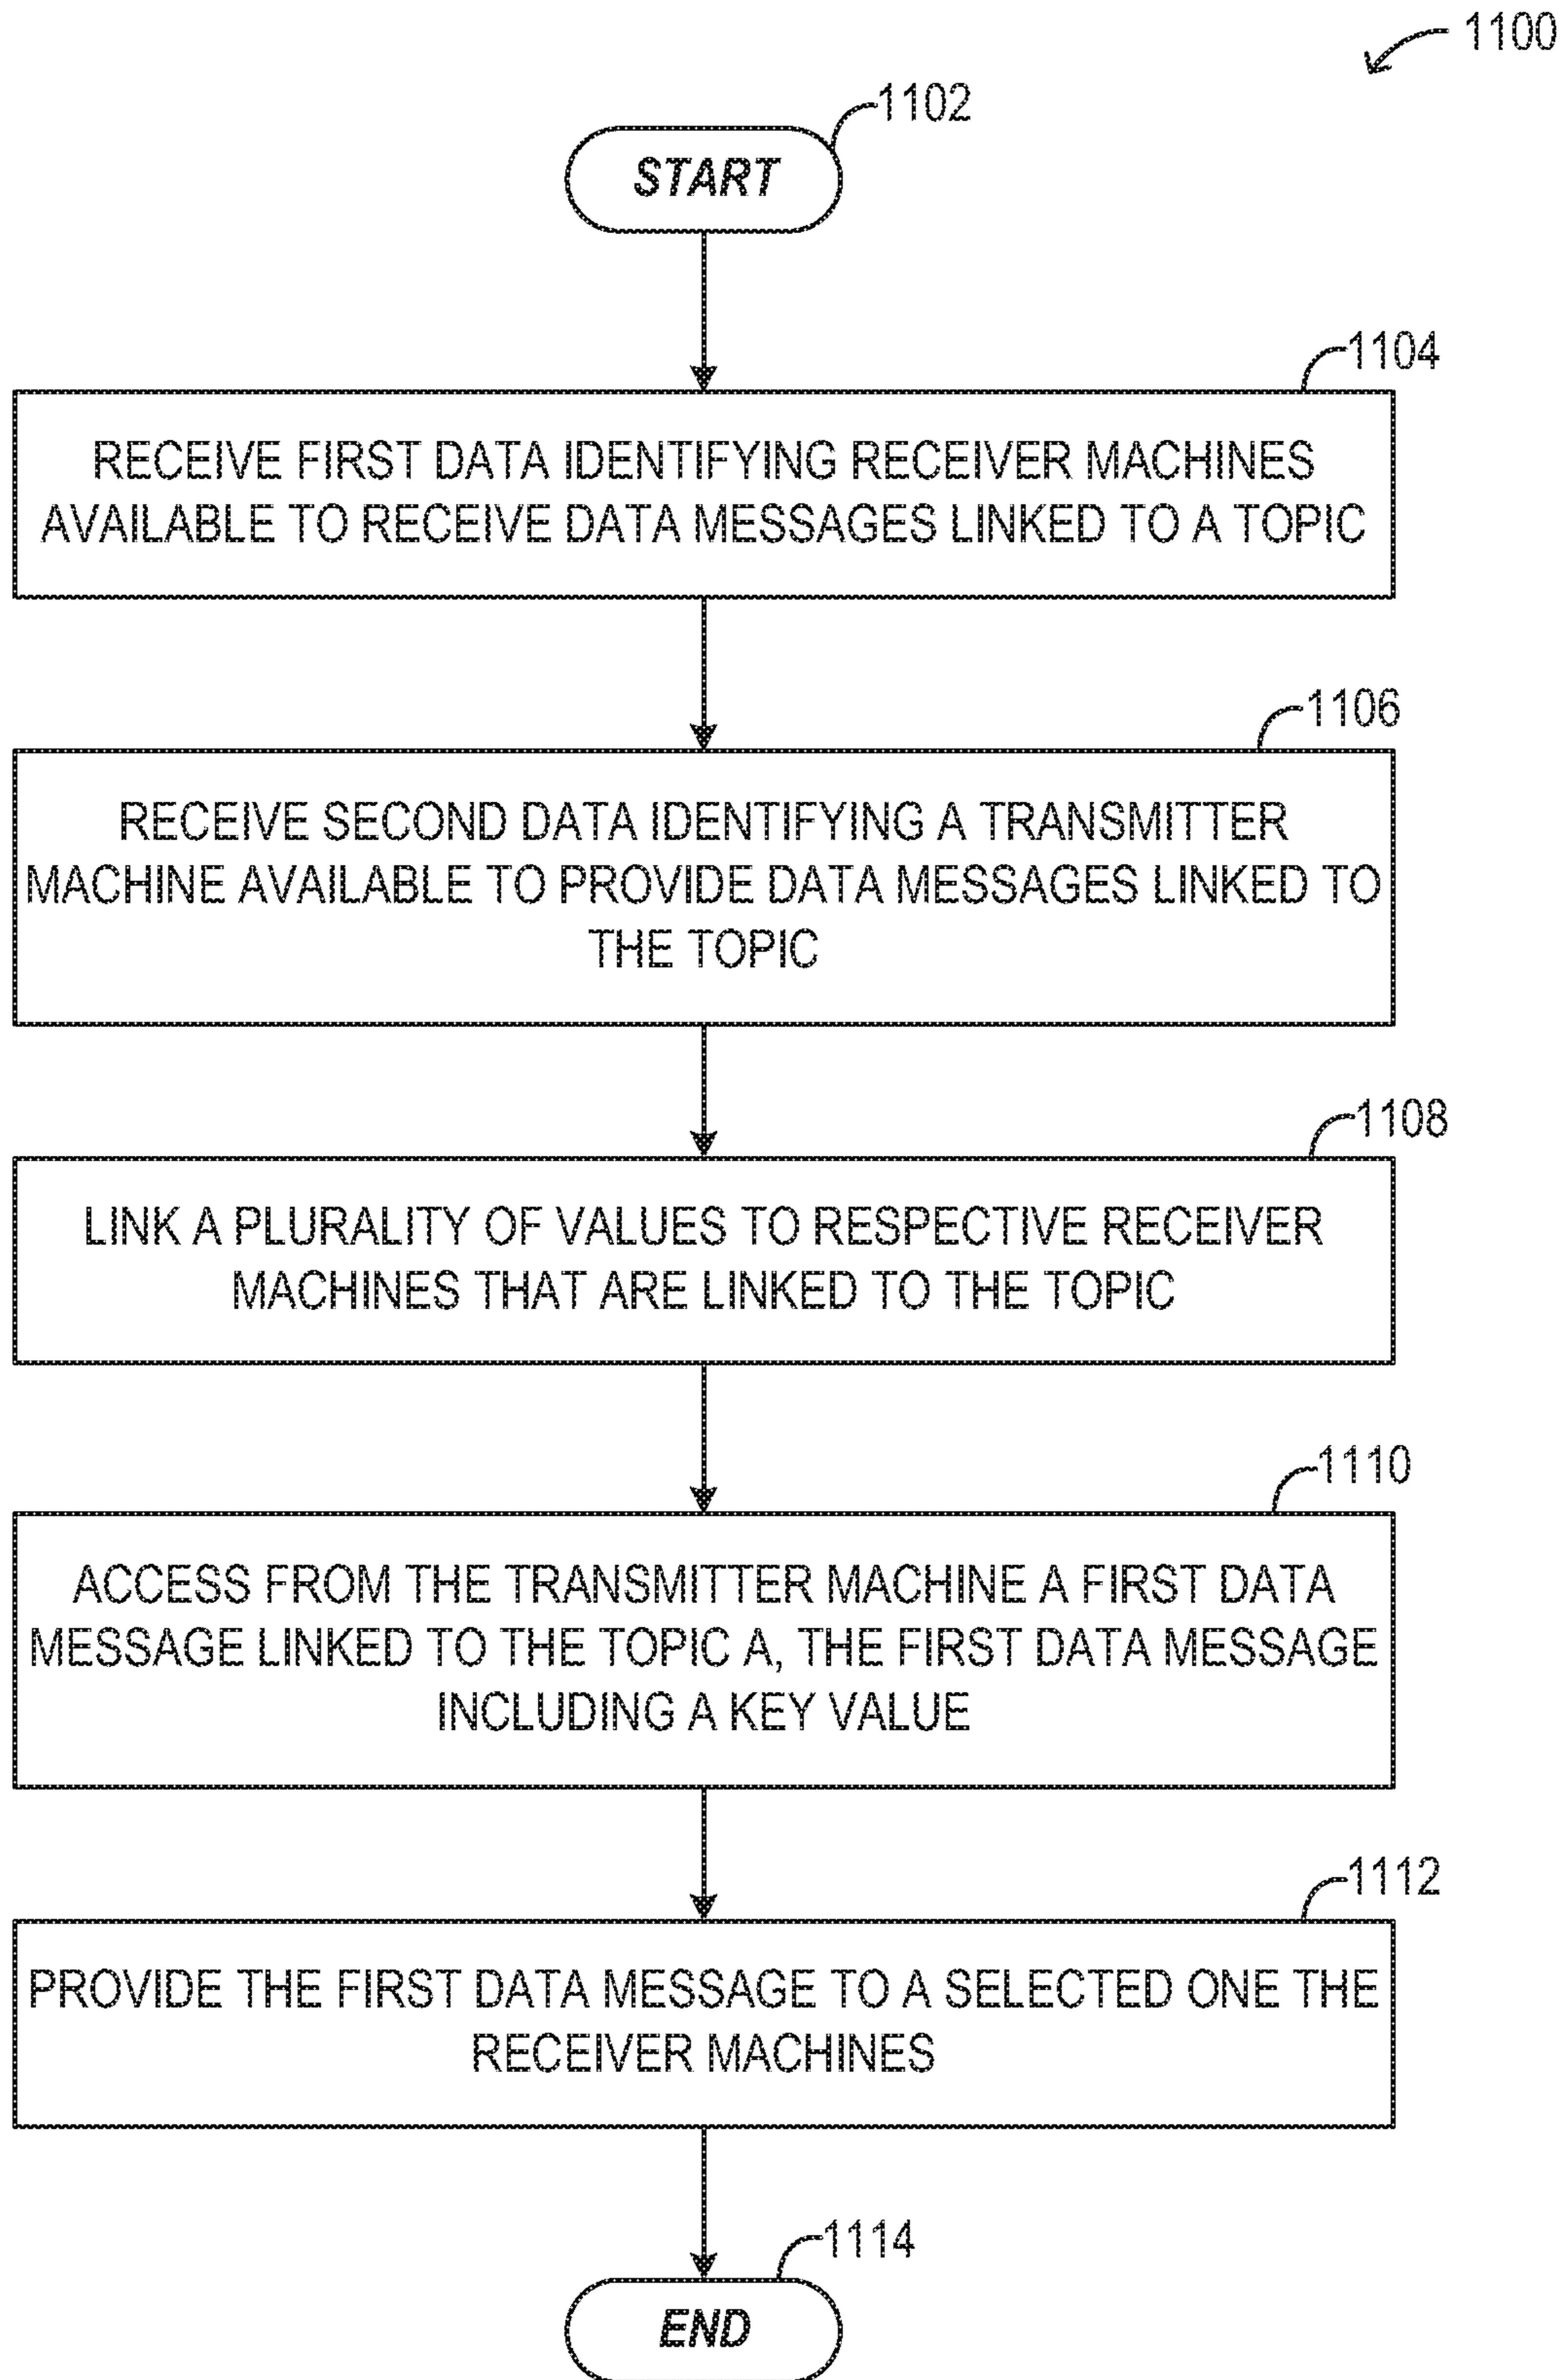 1100
1102
START
1104
RECEIVE FIRST DATA IDENTIFYING RECEIVER MACHINES
AVAILABLE TO RECEIVE DATA MESSAGES LINKED TO A TOPIC
1106
RECEIVE SECOND DATA IDENTIFYING A TRANSMITTER
MACHINE AVAILABLE TO PROVIDE DATA MESSAGES LINKED TO
THE TOPIC
1108
LINK A PLURALITY OF VALUES TO RESPECTIVE RECEIVER
MACHINES THAT ARE LINKED TO THE TOPIC
1110
ACCESS FROM THE TRANSMITTER MACHINE A FIRST DATA
MESSAGE LINKED TO THE TOPIC A, THE FIRST DATA MESSAGE
INCLUDING A KEY VALUE
1112
PROVIDE THE FIRST DATA MESSAGE TO A SELECTED ONE THE
RECEIVER MACHINES
1114
END